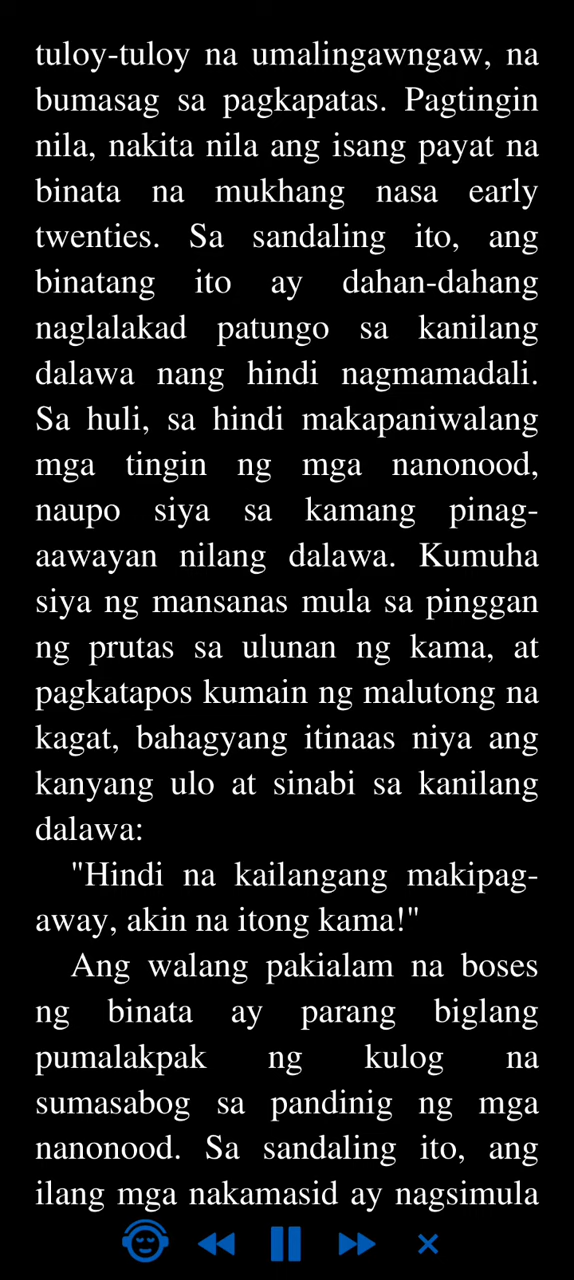 tuloy-tuloy na umalingawngaw, na
bumasag sa pagkapatas. Pagtingin
nila, nakita nila ang isang payat na
binata na mukhang nasa early
twenties. Sa sandaling ito, ang
binatang ito ay dahan-dahang
naglalakad patungo sa kanilang
dalawa nang hindi nagmamadali.
Sa huli, sa hindi makapaniwalang
mga tingin ng mga nanonood,
naupo siya sa kamang pinag-
aawayan nilang dalawa. Kumuha
siya ng mansanas mula sa pinggan
ng prutas sa ulunan ng kama, at
pagkatapos kumain ng malutong na
kagat, bahagyang itinaas niya ang
kanyang ulo at sinabi sa kanilang
dalawa:
"Hindi na kailangang makipag-
away, akin na itong kama!"
Ang walang pakialam na boses
ng binata ay parang biglang
pumalakpak ng kulog na
sumasabog sa pandinig ng mga
nanonood. Sa sandaling ito, ang
ilang mga nakamasid ay nagsimula